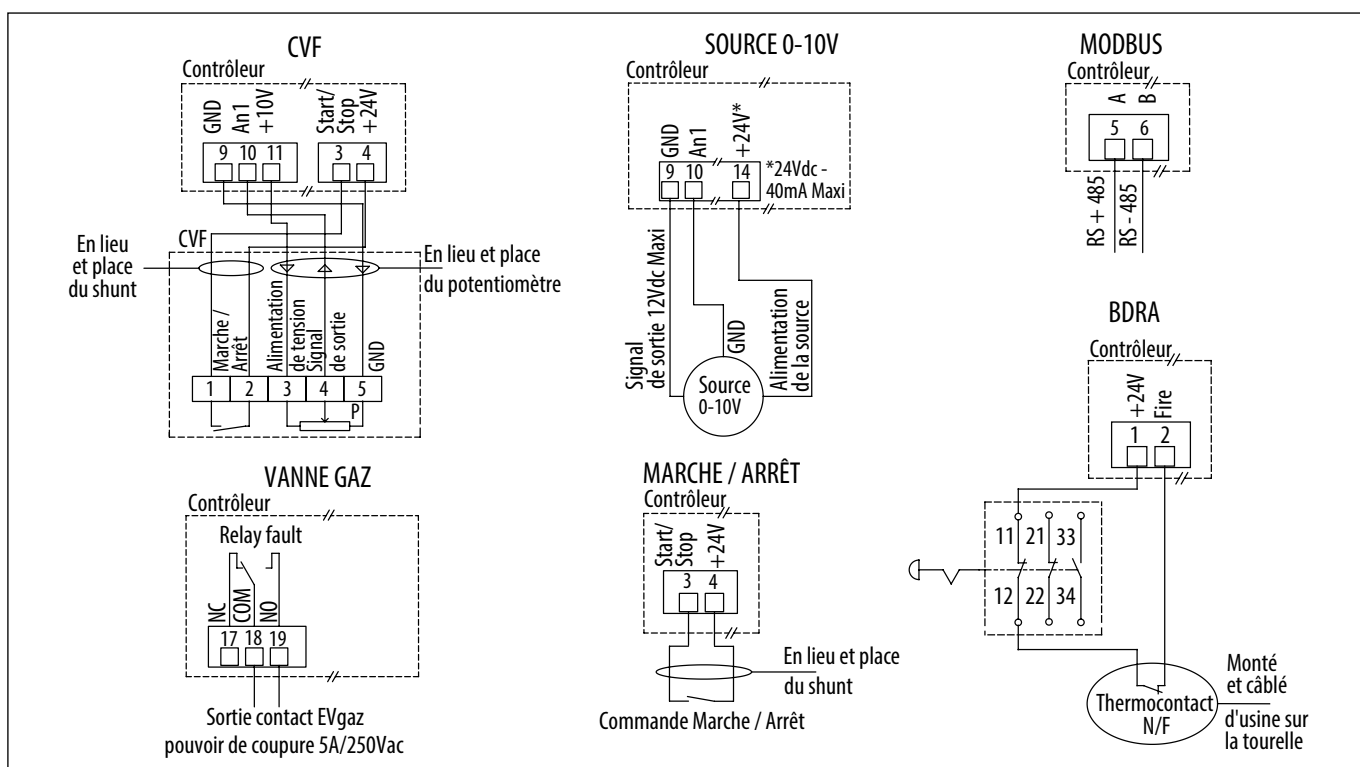 CVF
Contrôleur
GND
An1
+10V
Start/
Stop
+24V
9 10 11
3 4
CVF
En lieu
et place
du shunt
En lieu et place
du potentiomètre
Marche /
Arrêt
Alimentation
de tension
Signal
de sortie
GND
1 2 3 4 5
P
SOURCE 0-10V
Contrôleur
GND
An1
+24V*
9 10 14
*24Vdc -
40mA Maxi
Signal
de sortie 12Vdc Maxi
GND
Alimentation
de la source
Source
0-10V
MODBUS
Contrôleur
A
B
5 6
RS + 485
RS - 485
VANNE GAZ
Contrôleur
Relay fault
NC
COM
NO
17 18 19
Sortie contact EVgaz
pouvoir de coupure 5A/250Vac
MARCHE / ARRÊT
Contrôleur
Start/
Stop
+24V
3 4
En lieu et place
du shunt
Commande Marche / Arrêt
BDRA
Contrôleur
+24V
Fire
1 2
11 21 33
12 22 34
Thermocontact
N/F
Monté
et câblé
d'usine sur
la tourelle